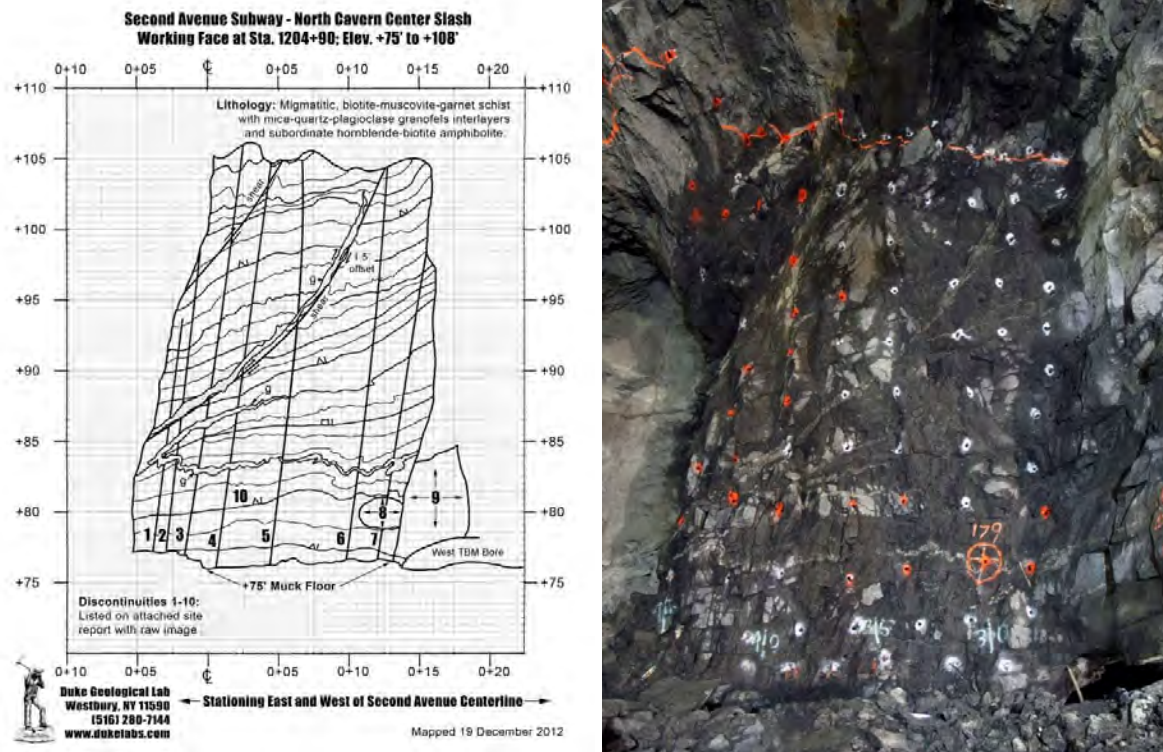 Second Avenue Subway - North Cavern Center Slash
Working Face at Sta. 1204+90; Elev. +75' to +108'
0+10 0+05 ℄ 0+05 0+10 0+15 0+20
+110 +110
Lithology: Migmatitic, biotite-muscovite-garnet schist
with mica-quartz-plagioclase granofels interlayers
and subordinate hornblende-biotite amphibolite.
+105 +105
shear
+100 +100
offset
g
+95 +95
shear
+90 +90
g
+85 +85
g
10 9
+80 8 +80
1 2 3 4 5 6 7
West TBM Bore
+75 +75
+75' Muck Floor
Discontinuities 1-10:
Listed on attached site
report with raw image
0+10 0+05 ℄ 0+05 0+10 0+15 0+20
Duke Geological Lab
Westbury, NY 11590
(516) 280-7144
www.dukelabs.com
Stationing East and West of Second Avenue Centerline
Mapped 19 December 2012
179